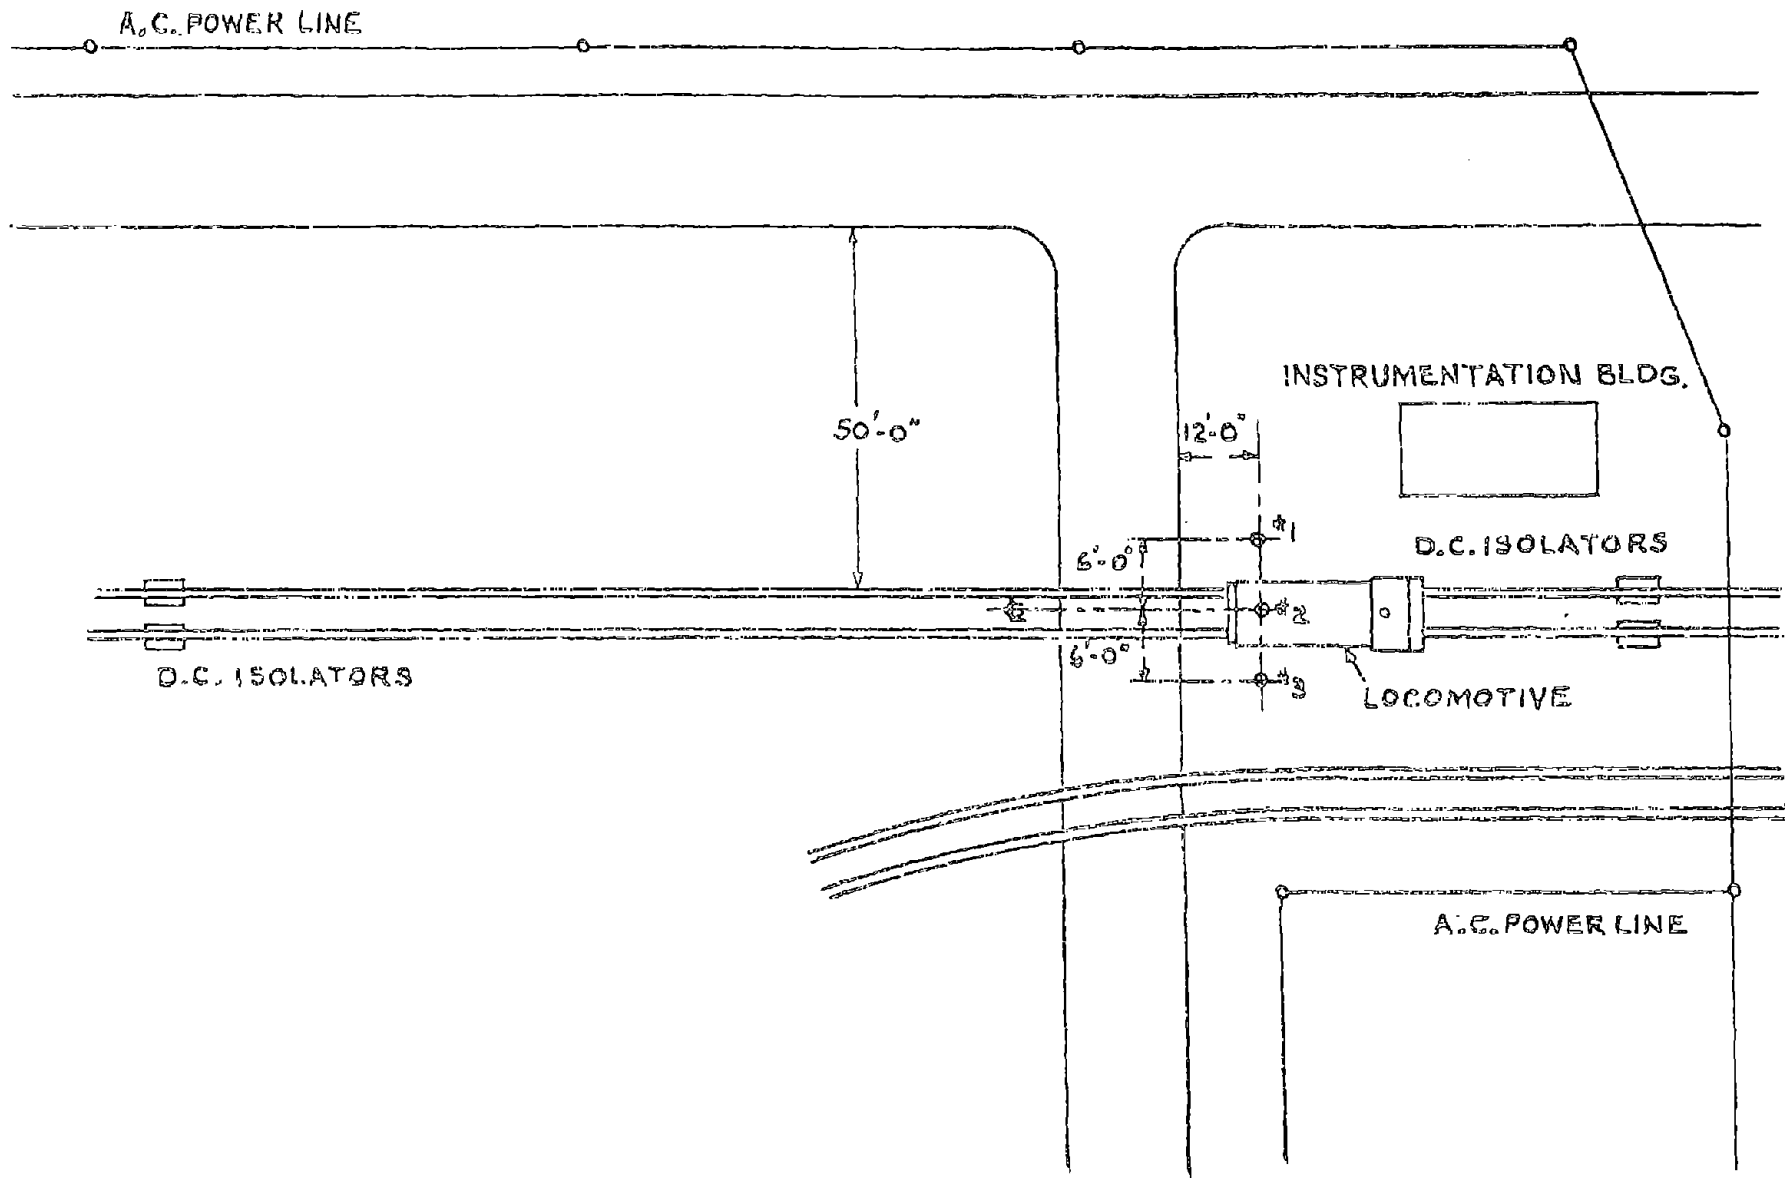 A.C. POWER LINE
INSTRUMENTATION BLDG.
50'-0"
12'-0"
#1
D.C. ISOLATORS
6'-0"
#2
6'-0"
D.C. ISOLATORS
#3
LOCOMOTIVE
A.C. POWER LINE